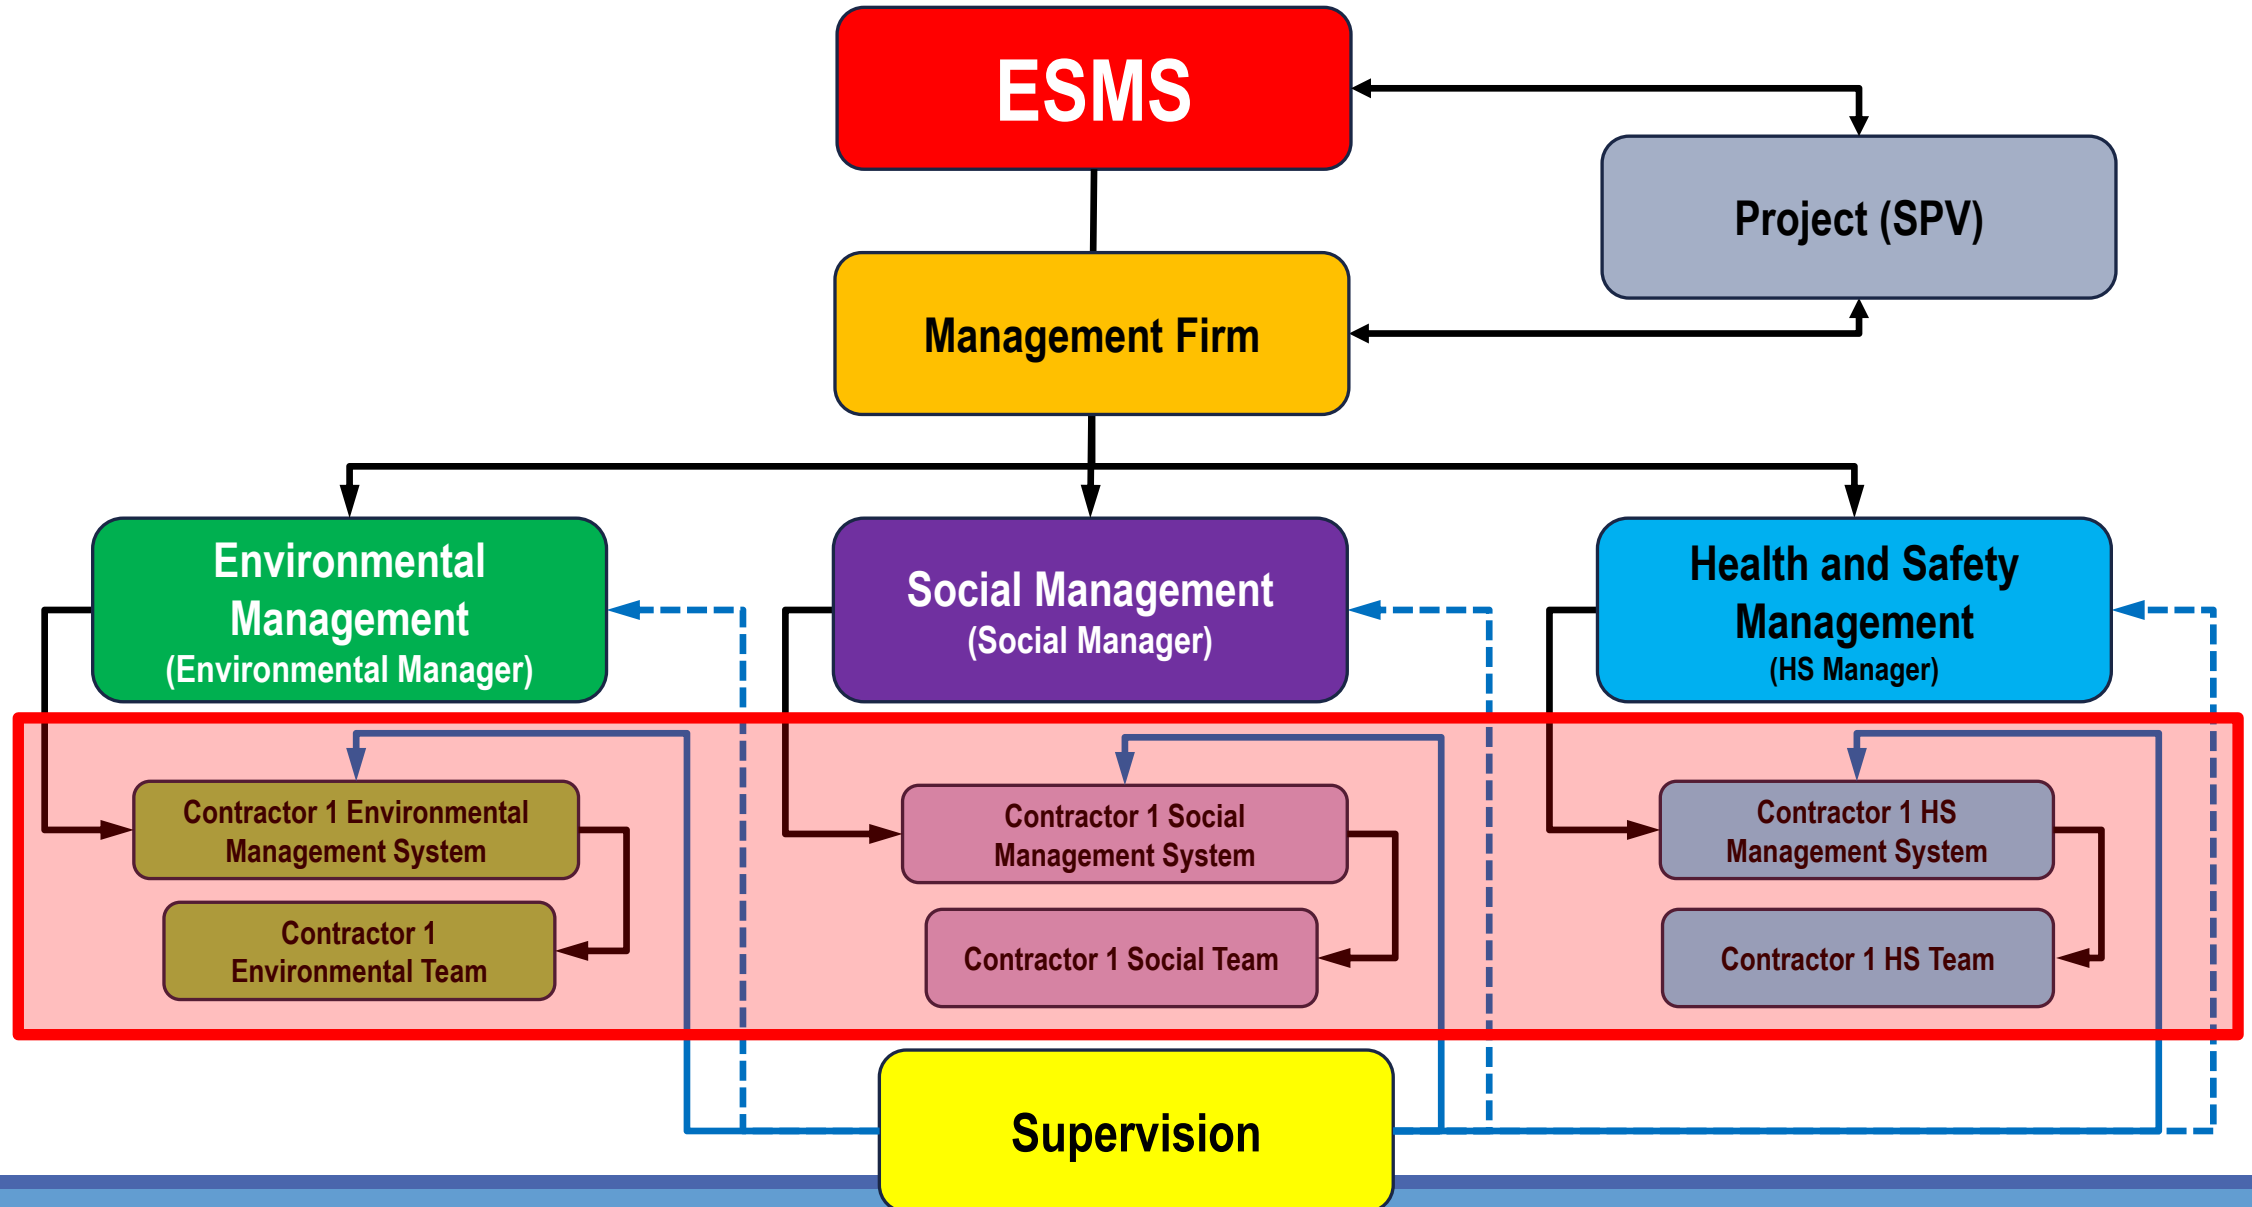 ESMS
Project (SPV)
Management Firm
Environmental
Management
(Environmental Manager)
Social Management
(Social Manager)
Health and Safety
Management
(HS Manager)
Contractor 1 Environmental
Management System
Contractor 1 Social
Management System
Contractor 1 HS
Management System
Contractor 1
Environmental Team
Contractor 1 Social Team
Contractor 1 HS Team
Supervision